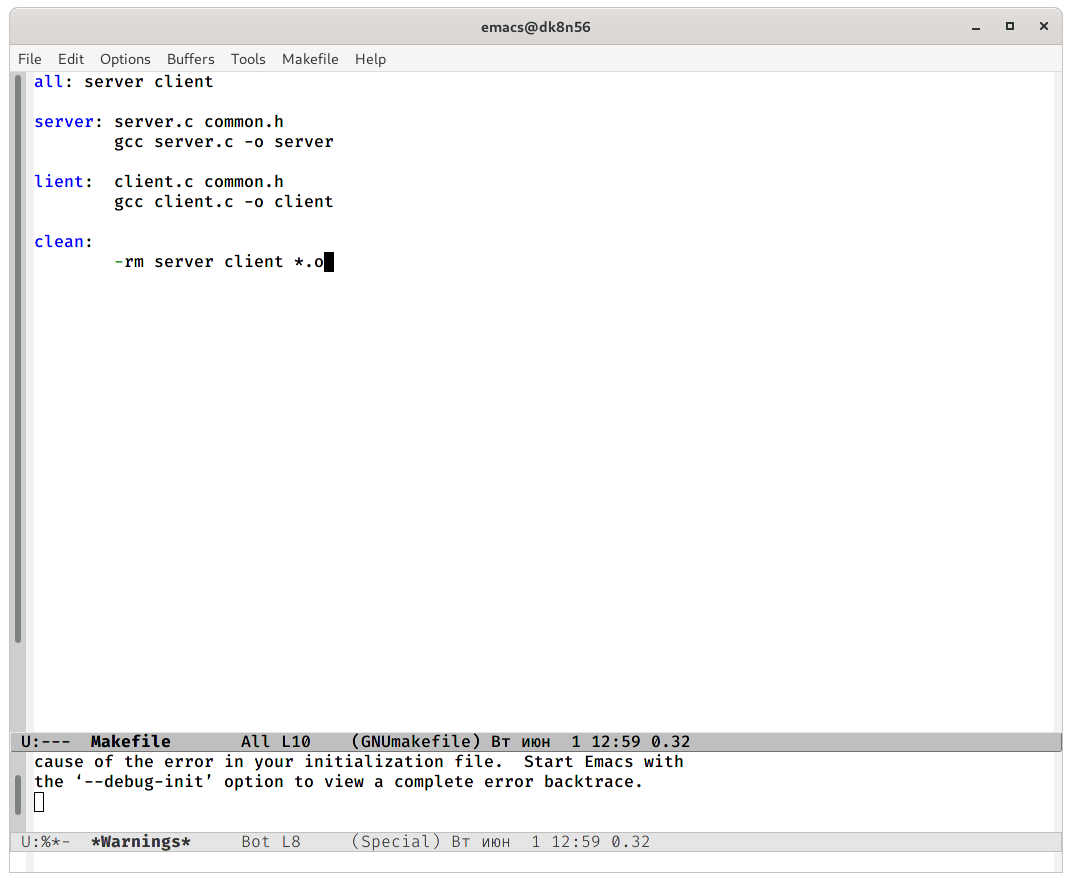 emacs@dk8n56
File Edit Options Buffers Tools Makefile Help
all: server client
server: server.c common.h
gcc server.c -o server
lient: client.c common.h
gcc client.c -o client
clean:
-rm server client *.o
U:--- Makefile All L10 (GNUmakefile) Вт июн 1 12:59 0.32
cause of the error in your initialization file. Start Emacs with
the ‘--debug-init’ option to view a complete error backtrace.
U:%*- *Warnings* Bot L8 (Special) Вт июн 1 12:59 0.32